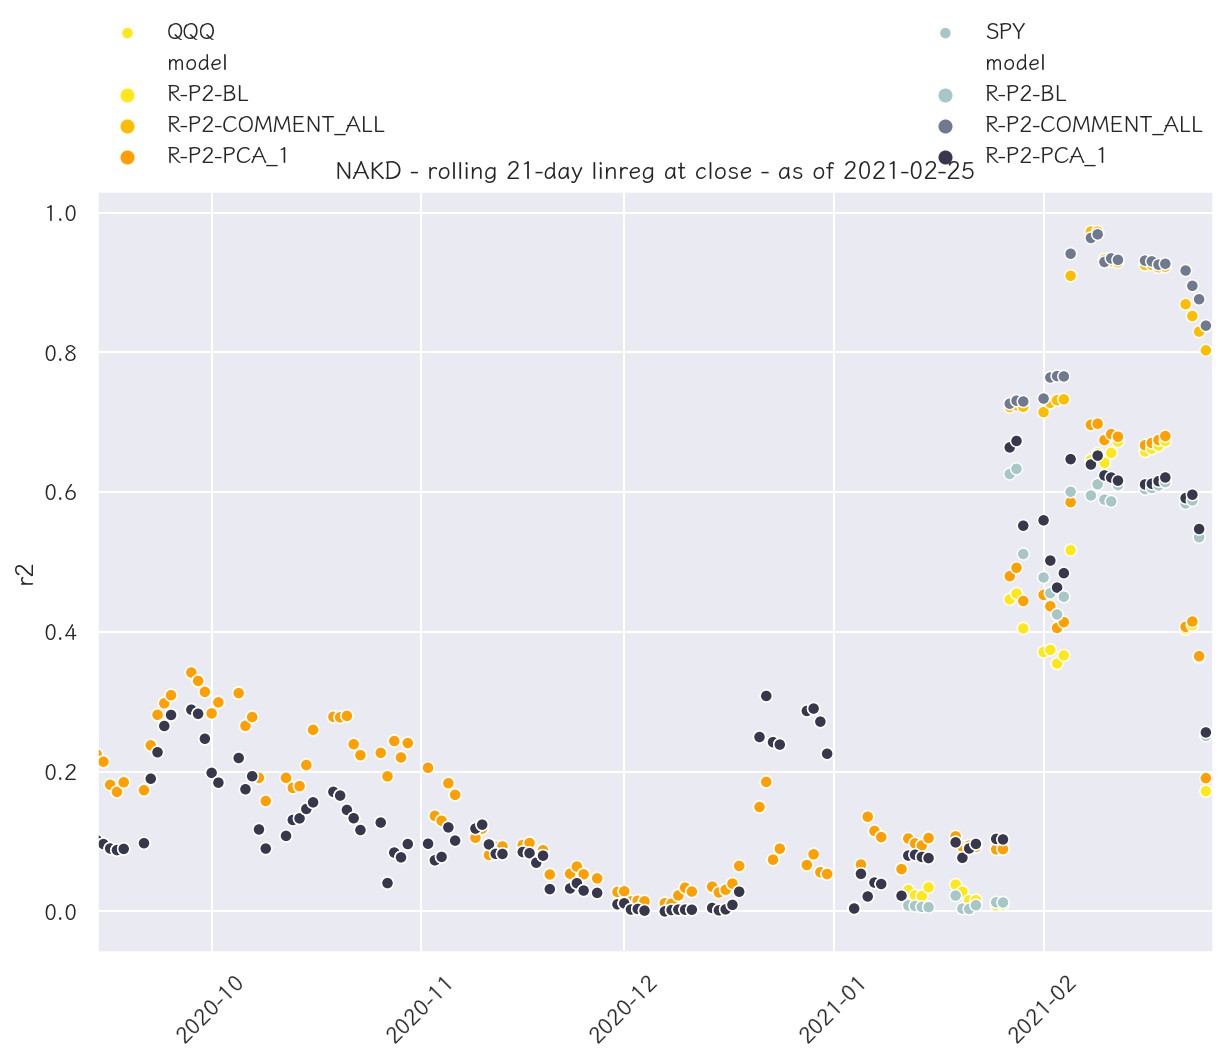 QQQ
model
R-P2-BL
R-P2-COMMENT_ALL
R-P2-PCA_1
SPY
model
R-P2-BL
R-P2-COMMENT_ALL
R-P2-PCA_1
NAKD - rolling 21-day linreg at close - as of 2021-02-25
1.0
0.8
0.6
0.4
0.2
0.0
r2
2020-10
2020-11
2020-12
2021-01
2021-02